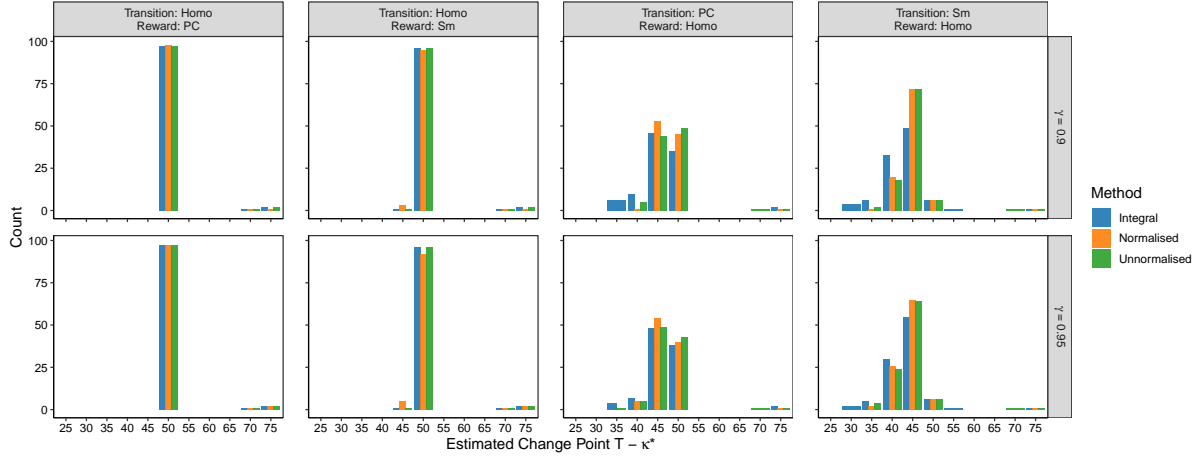 Transition: Homo
Reward: PC
Transition: Homo
Reward: Sm
Transition: PC
Reward: Homo
Transition: Sm
Reward: Homo
100
75
50
25
0
γ = 0.9
100
75
50
25
0
γ = 0.95
Count
25 30 35 40 45 50 55 60 65 70 75
25 30 35 40 45 50 55 60 65 70 75
25 30 35 40 45 50 55 60 65 70 75
25 30 35 40 45 50 55 60 65 70 75
Estimated Change Point T − κ*
Method
Integral
Normalised
Unnormalised